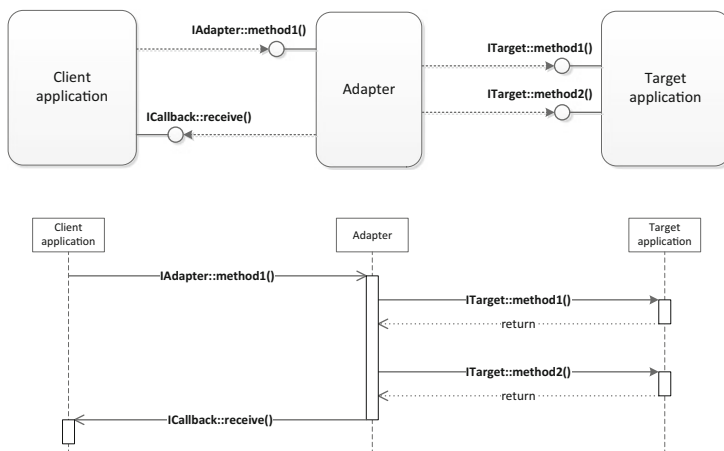 IAdapter::method1()
ITarget::method1()
Client
application
Adapter
Target
application
ITarget::method2()
ICallback::receive()
Client
application
Adapter
Target
application
IAdapter::method1()
ITarget::method1()
return
ITarget::method2()
return
ICallback::receive()